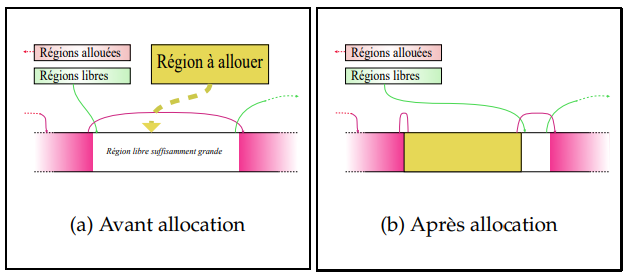 Régions allouées
Régions libres
Région à allouer
Région libre suffisamment grande
(a) Avant allocation
Régions allouées
Régions libres
(b) Après allocation